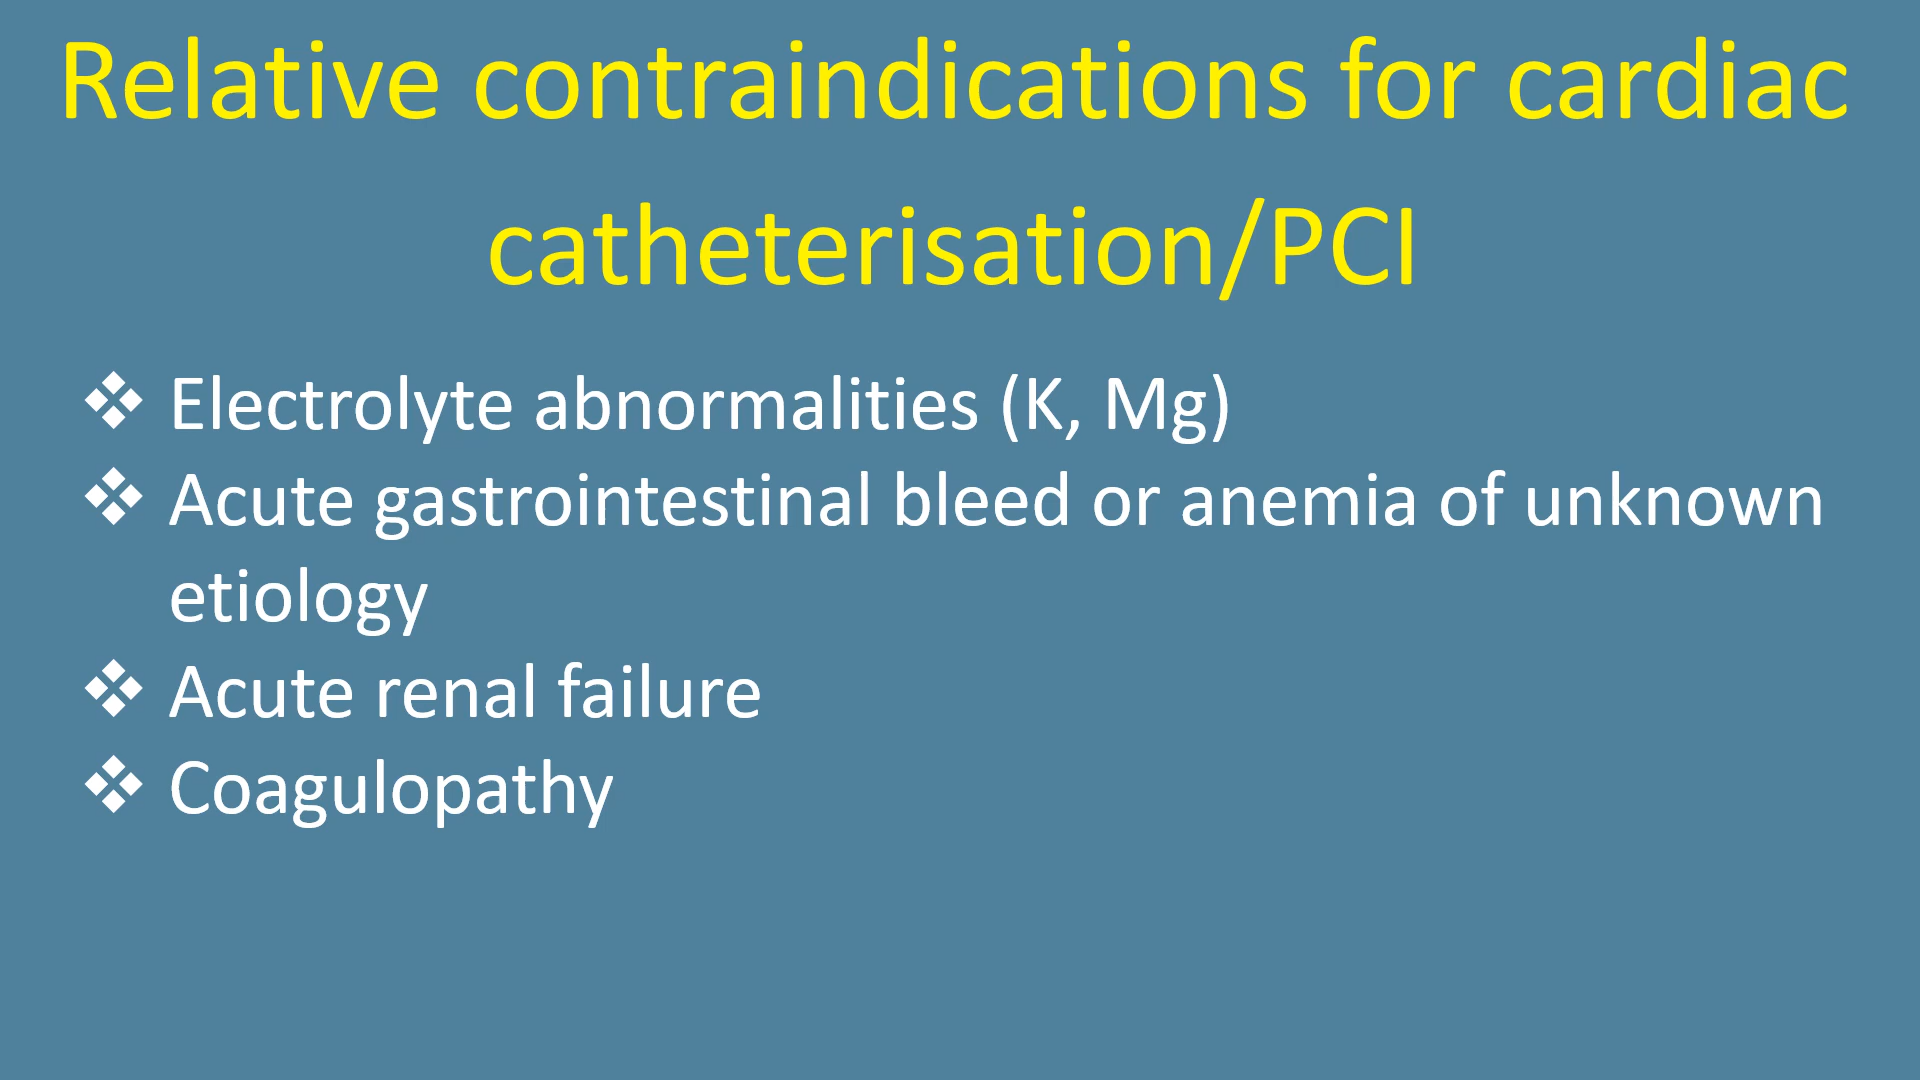 Relative contraindications for cardiac
catheterisation/PCI
❖ Electrolyte abnormalities (K, Mg)
❖ Acute gastrointestinal bleed or anemia of unknown
etiology
❖ Acute renal failure
❖ Coagulopathy